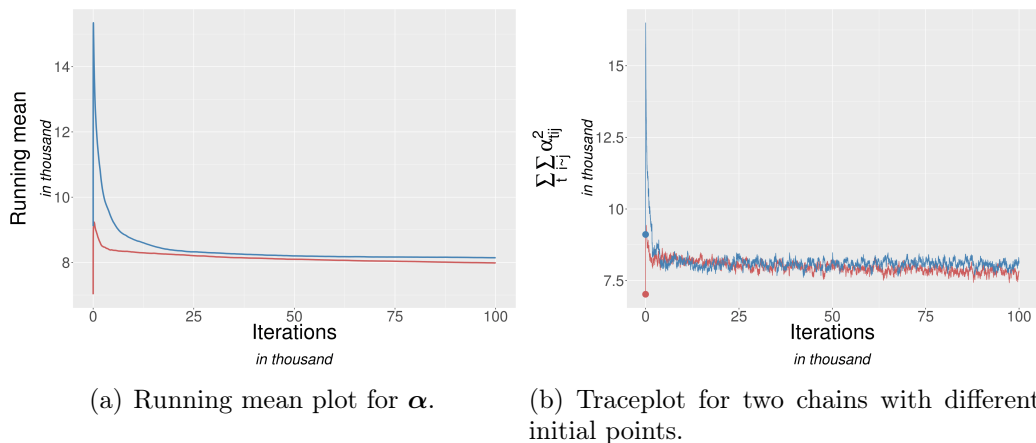 Running mean
in thousand
14
12
10
8
0 25 50 75 100
Iterations
in thousand
(a) Running mean plot for α.
∑ ∑ α²tij
t i~j
in thousand
15
12.5
10
7.5
0 25 50 75 100
Iterations
in thousand
(b) Traceplot for two chains with different
initial points.